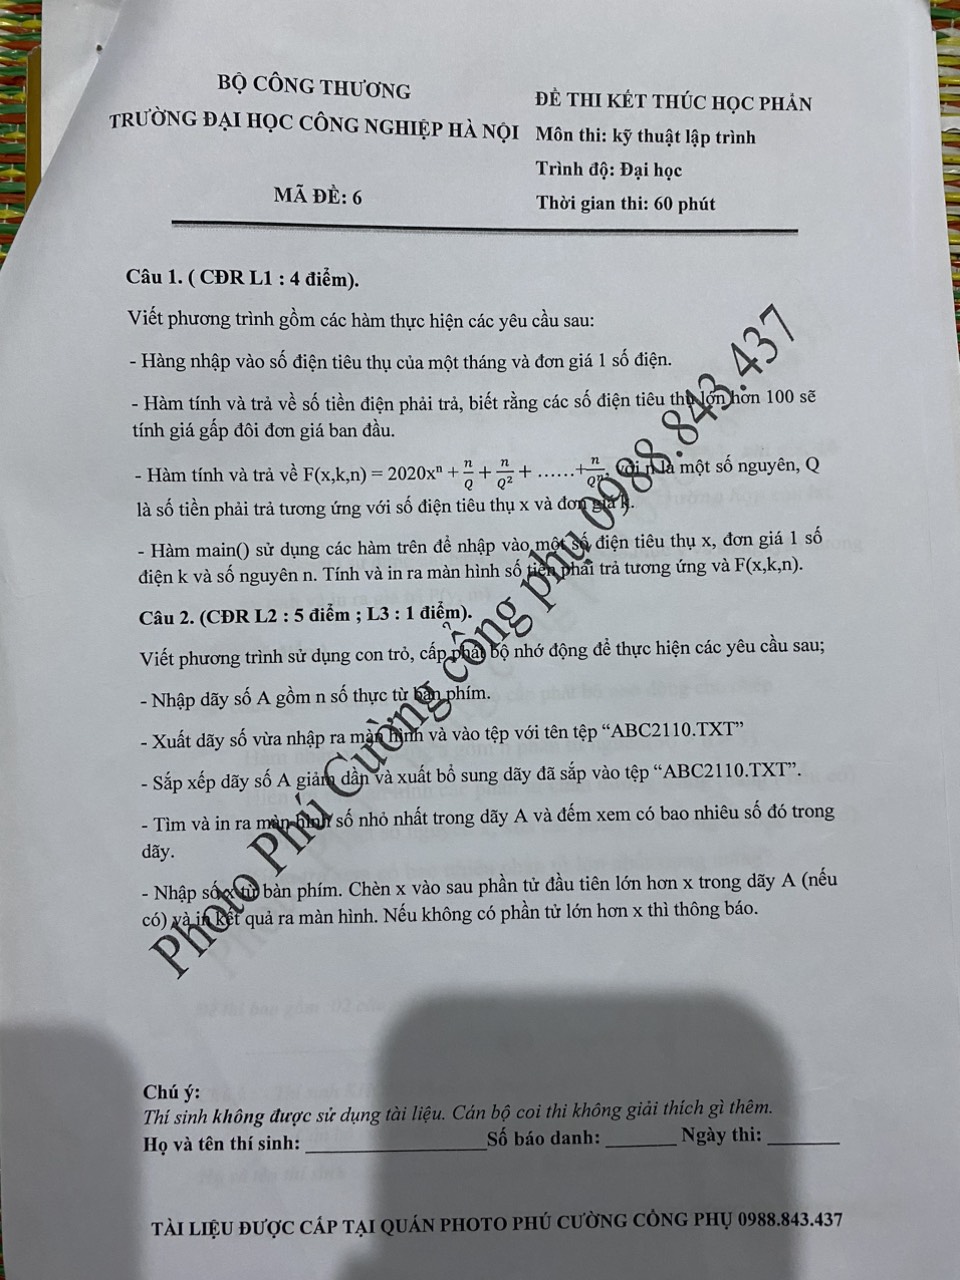 BỘ CÔNG THƯƠNG
TRƯỜNG ĐẠI HỌC CÔNG NGHIỆP HÀ NỘI
MÃ ĐỀ: 6
ĐỀ THI KẾT THÚC HỌC PHẦN
Môn thi: kỹ thuật lập trình
Trình độ: Đại học
Thời gian thi: 60 phút
Câu 1. ( CĐR L1 : 4 điểm).
Viết phương trình gồm các hàm thực hiện các yêu cầu sau:
- Hàng nhập vào số điện tiêu thụ của một tháng và đơn giá 1 số điện.
- Hàm tính và trả về số tiền điện phải trả, biết rằng các số điện tiêu thụ lớn hơn 100 sẽ
tính giá gấp đôi đơn giá ban đầu.
- Hàm tính và trả về F(x,k,n) = 2020xⁿ + n/Q + n/Q² + ......+ n/Qⁿ, với n là một số nguyên, Q
là số tiền phải trả tương ứng với số điện tiêu thụ x và đơn giá k.
- Hàm main() sử dụng các hàm trên để nhập vào một số điện tiêu thụ x, đơn giá 1 số
điện k và số nguyên n. Tính và in ra màn hình số tiền phải trả tương ứng và F(x,k,n).
Câu 2. (CĐR L2 : 5 điểm ; L3 : 1 điểm).
Viết phương trình sử dụng con trỏ, cấp phát bộ nhớ động để thực hiện các yêu cầu sau;
- Nhập dãy số A gồm n số thực từ bàn phím.
- Xuất dãy số vừa nhập ra màn hình và vào tệp với tên tệp “ABC2110.TXT”
- Sắp xếp dãy số A giảm dần và xuất bổ sung dãy đã sắp vào tệp “ABC2110.TXT”.
- Tìm và in ra màn hình số nhỏ nhất trong dãy A và đếm xem có bao nhiêu số đó trong
dãy.
- Nhập số x từ bàn phím. Chèn x vào sau phần tử đầu tiên lớn hơn x trong dãy A (nếu
có) và in kết quả ra màn hình. Nếu không có phần tử lớn hơn x thì thông báo.
Photo Phú Cường cổng phụ 0988.843.437
Chú ý:
Thí sinh không được sử dụng tài liệu. Cán bộ coi thi không giải thích gì thêm.
Họ và tên thí sinh: Số báo danh: Ngày thi:
TÀI LIỆU ĐƯỢC CẤP TẠI QUÁN PHOTO PHÚ CƯỜNG CỔNG PHỤ 0988.843.437